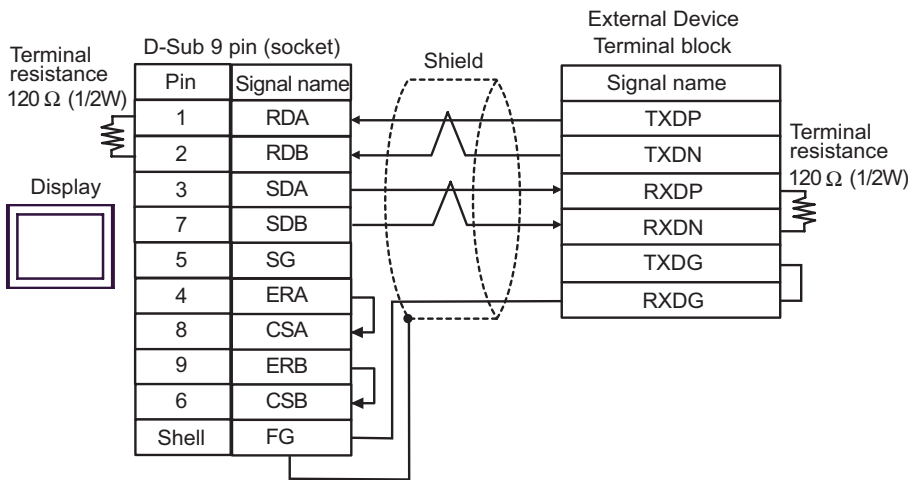 External Device
Terminal block
D-Sub 9 pin (socket)
Shield
Terminal
resistance
120 Ω (1/2W)
Pin Signal name
1 RDA
2 RDB
3 SDA
7 SDB
5 SG
4 ERA
8 CSA
9 ERB
6 CSB
Shell FG
Display
Signal name
TXDP
TXDN
RXDP
RXDN
TXDG
RXDG
Terminal
resistance
120 Ω (1/2W)